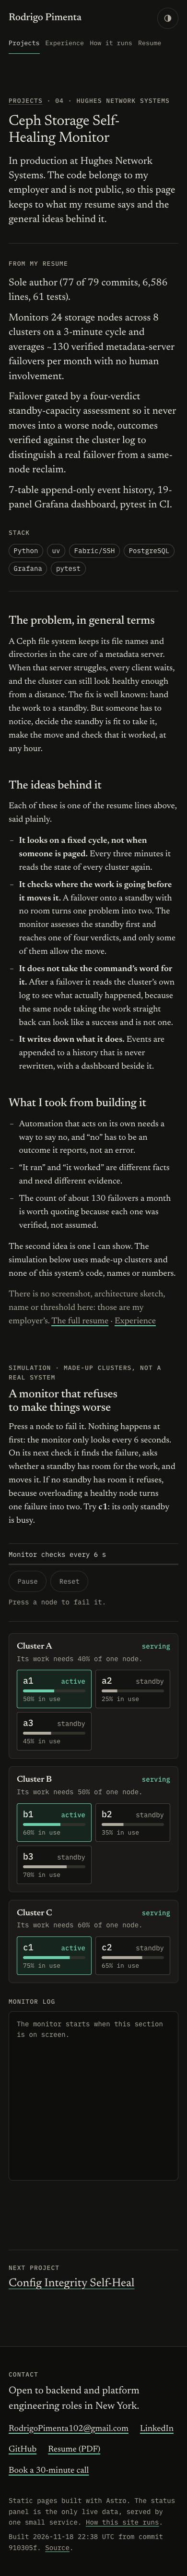 Rodrigo Pimenta
Projects Experience How it runs Resume
PROJECTS · 04 · HUGHES NETWORK SYSTEMS
Ceph Storage Self-
Healing Monitor
In production at Hughes Network
Systems. The code belongs to my
employer and is not public, so this page
keeps to what my resume says and the
general ideas behind it.
FROM MY RESUME
Sole author (77 of 79 commits, 6,586
lines, 61 tests).
Monitors 24 storage nodes across 8
clusters on a 3-minute cycle and
averages ~130 verified metadata-server
failovers per month with no human
involvement.
Failover gated by a four-verdict
standby-capacity assessment so it never
moves into a worse node, outcomes
verified against the cluster log to
distinguish a real failover from a same-
node reclaim.
7-table append-only event history, 19-
panel Grafana dashboard, pytest in CI.
STACK
Python uv Fabric/SSH PostgreSQL
Grafana pytest
The problem, in general terms
A Ceph file system keeps its file names and
directories in the care of a metadata server.
When that server struggles, every client waits,
and the cluster can still look healthy enough
from a distance. The fix is well known: hand
the work to a standby. But someone has to
notice, decide the standby is fit to take it,
make the move and check that it worked, at
any hour.
The ideas behind it
Each of these is one of the resume lines above,
said plainly.
– It looks on a fixed cycle, not when
someone is paged. Every three minutes it
reads the state of every cluster again.
– It checks where the work is going before
it moves it. A failover onto a standby with
no room turns one problem into two. The
monitor assesses the standby first and
reaches one of four verdicts, and only some
of them allow the move.
– It does not take the command's word for
it. After a failover it reads the cluster's own
log to see what actually happened, because
the same node taking the work straight
back can look like a success and is not one.
– It writes down what it does. Events are
appended to a history that is never
rewritten, with a dashboard beside it.
What I took from building it
– Automation that acts on its own needs a
way to say no, and “no” has to be an
outcome it reports, not an error.
– “It ran” and “it worked” are different facts
and need different evidence.
– The count of about 130 failovers a month
is worth quoting because each one was
verified, not assumed.
The second idea is one I can show. The
simulation below uses made-up clusters and
none of this system's code, names or numbers.
There is no screenshot, architecture sketch,
name or threshold here: those are my
employer's. The full resume · Experience
SIMULATION · MADE-UP CLUSTERS, NOT A
REAL SYSTEM
A monitor that refuses
to make things worse
Press a node to fail it. Nothing happens at
first: the monitor only looks every 6 seconds.
On its next check it finds the failure, asks
whether a standby has room for the work, and
moves it. If no standby has room it refuses,
because overloading a healthy node turns
one failure into two. Try c1: its only standby
is busy.
Monitor checks every 6 s
Pause Reset
Press a node to fail it.
Cluster A serving
Its work needs 40% of one node.
a1 active a2 standby
50% in use 25% in use
a3 standby
45% in use
Cluster B serving
Its work needs 50% of one node.
b1 active b2 standby
60% in use 35% in use
b3 standby
70% in use
Cluster C serving
Its work needs 60% of one node.
c1 active c2 standby
75% in use 65% in use
MONITOR LOG
The monitor starts when this section
is on screen.
NEXT PROJECT
Config Integrity Self-Heal
CONTACT
Open to backend and platform
engineering roles in New York.
RodrigoPimenta102@gmail.com LinkedIn
GitHub Resume (PDF)
Book a 30-minute call
Static pages built with Astro. The status
panel is the only live data, served by
one small service. How this site runs.
Built 2026-11-18 22:38 UTC from commit
910305f. Source.